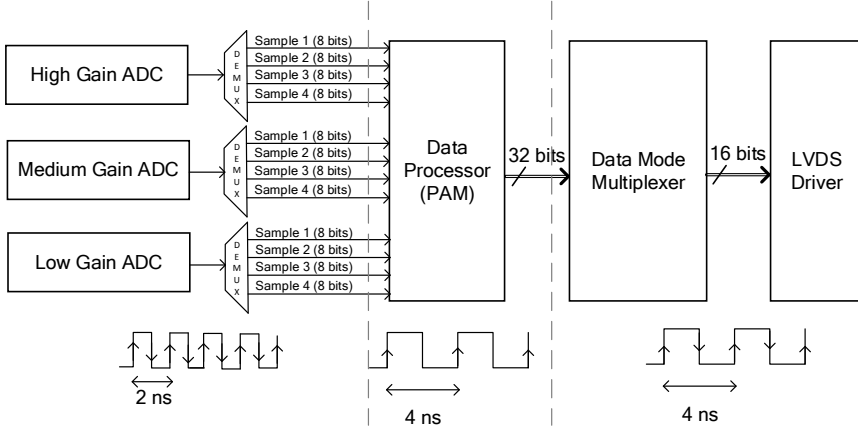 High Gain ADC
DEMUX
Sample 1 (8 bits)
Sample 2 (8 bits)
Sample 3 (8 bits)
Sample 4 (8 bits)
Medium Gain ADC
DEMUX
Sample 1 (8 bits)
Sample 2 (8 bits)
Sample 3 (8 bits)
Sample 4 (8 bits)
Low Gain ADC
DEMUX
Sample 1 (8 bits)
Sample 2 (8 bits)
Sample 3 (8 bits)
Sample 4 (8 bits)
Data
Processor
(PAM)
32 bits
Data Mode
Multiplexer
16 bits
LVDS
Driver
2 ns
4 ns
4 ns